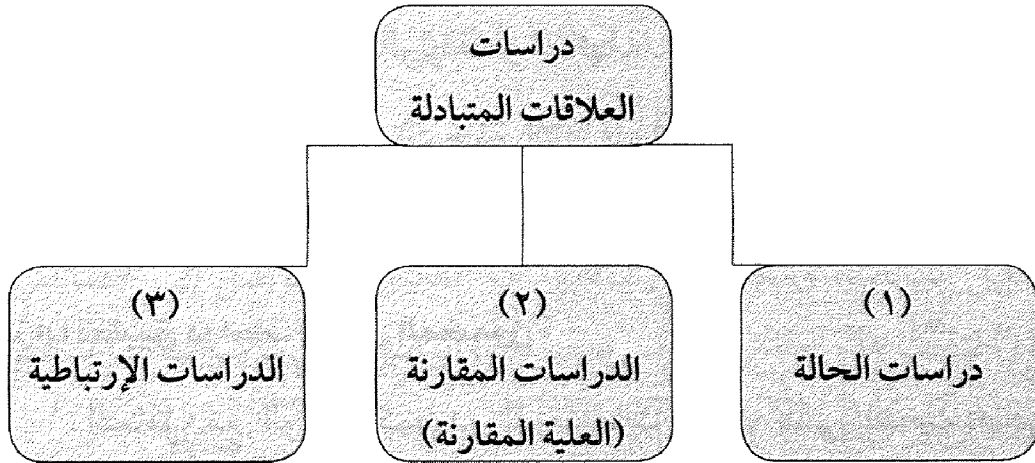 دراسات
العلاقات المتبادلة
(١)
دراسات الحالة
(٢)
الدراسات المقارنة
(العلية المقارنة)
(٣)
الدراسات الإرتباطية